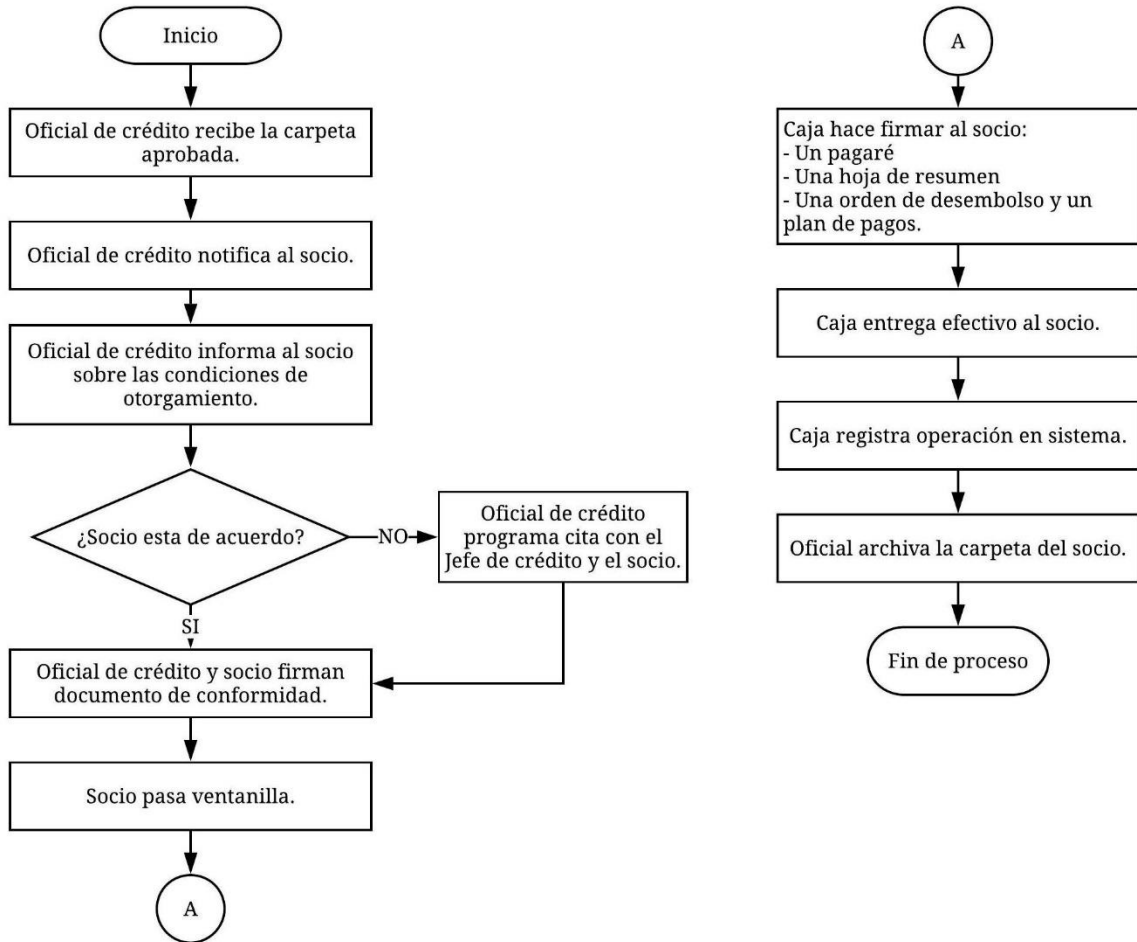 Inicio
Oficial de crédito recibe la carpeta
aprobada.
Oficial de crédito notifica al socio.
Oficial de crédito informa al socio
sobre las condiciones de
otorgamiento.
¿Socio esta de acuerdo?
NO
Oficial de crédito
programa cita con el
Jefe de crédito y el socio.
SI
Oficial de crédito y socio firman
documento de conformidad.
Socio pasa ventanilla.
A
A
Caja hace firmar al socio:
- Un pagaré
- Una hoja de resumen
- Una orden de desembolso y un
plan de pagos.
Caja entrega efectivo al socio.
Caja registra operación en sistema.
Oficial archiva la carpeta del socio.
Fin de proceso